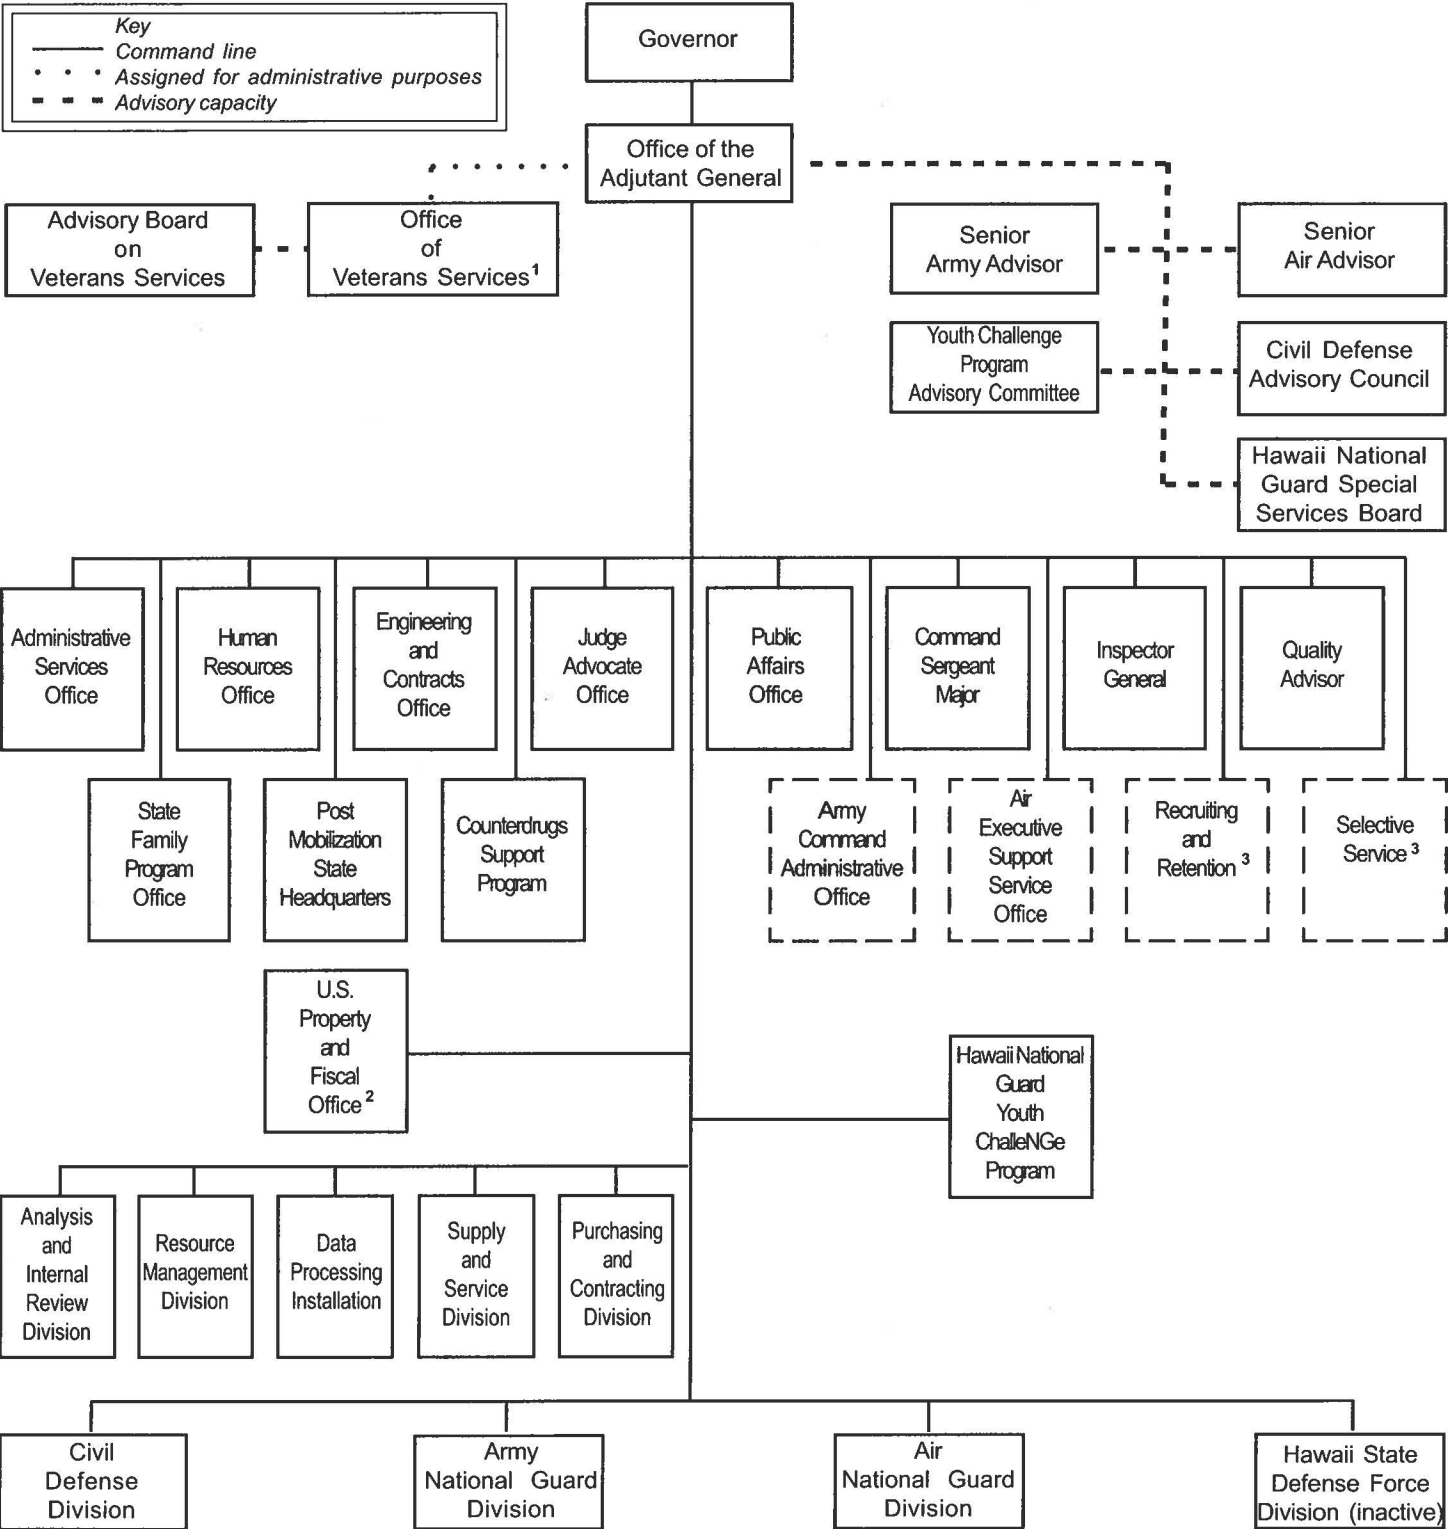 Key
Command line
Assigned for administrative purposes
Advisory capacity
Governor
Office of the
Adjutant General
Advisory Board
on
Veterans Services
Office
of
Veterans Services1
Senior
Army Advisor
Senior
Air Advisor
Youth Challenge
Program
Advisory Committee
Civil Defense
Advisory Council
Hawaii National
Guard Special
Services Board
Administrative
Services
Office
Human
Resources
Office
Engineering
and
Contracts
Office
Judge
Advocate
Office
Public
Affairs
Office
Command
Sergeant
Major
Inspector
General
Quality
Advisor
State
Family
Program
Office
Post
Mobilization
State
Headquarters
Counterdrugs
Support
Program
Army
Command
Administrative
Office
Air
Executive
Support
Service
Office
Recruiting
and
Retention 3
Selective
Service 3
U.S.
Property
and
Fiscal
Office 2
Hawaii National
Guard
Youth
ChalleNGe
Program
Analysis
and
Internal
Review
Division
Resource
Management
Division
Data
Processing
Installation
Supply
and
Service
Division
Purchasing
and
Contracting
Division
Civil
Defense
Division
Army
National Guard
Division
Air
National Guard
Division
Hawaii State
Defense Force
Division (inactive)